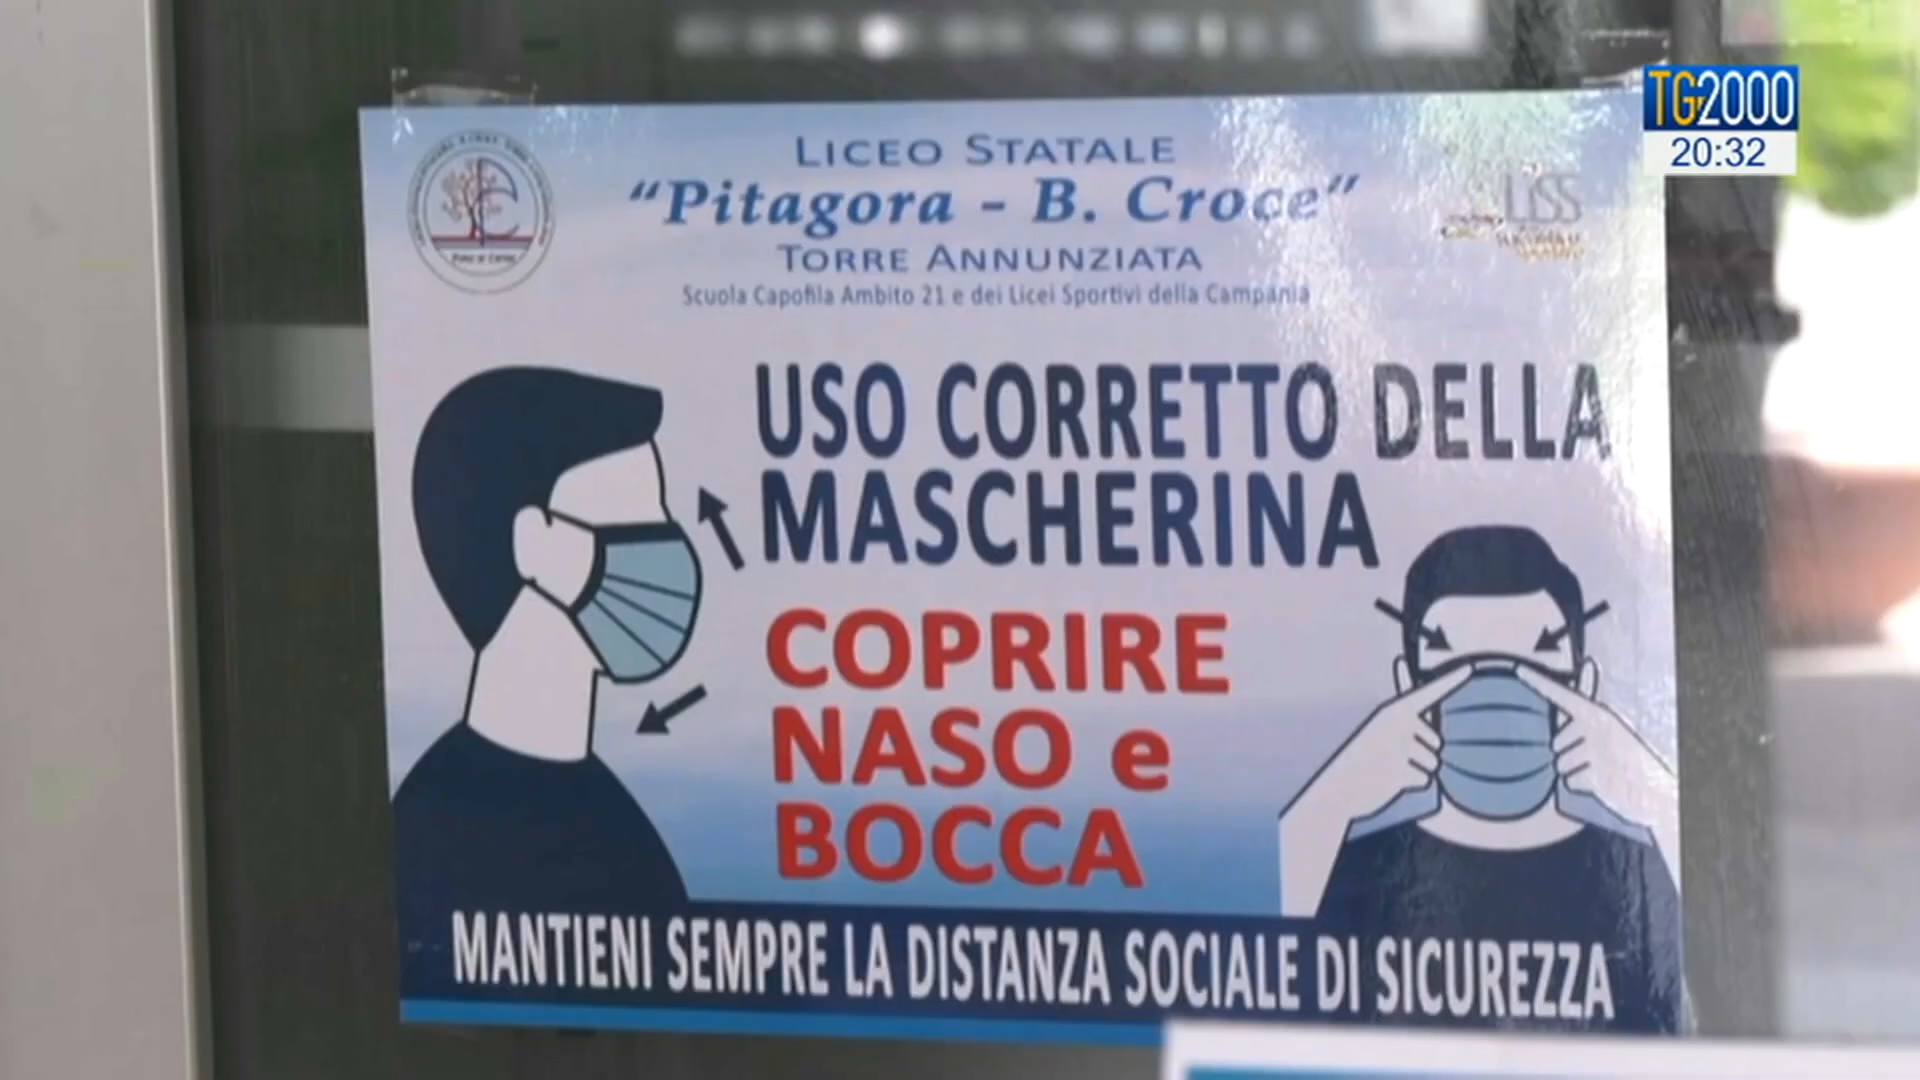 TG2000
20:32
LICEO STATALE
"Pitagora - B. Croce"
TORRE ANNUNZIATA
Scuola Capofila Ambito 21 e dei Licei Sportivi della Campania
LiSS
USO CORRETTO DELLA
MASCHERINA
COPRIRE
NASO e
BOCCA
MANTIENI SEMPRE LA DISTANZA SOCIALE DI SICUREZZA